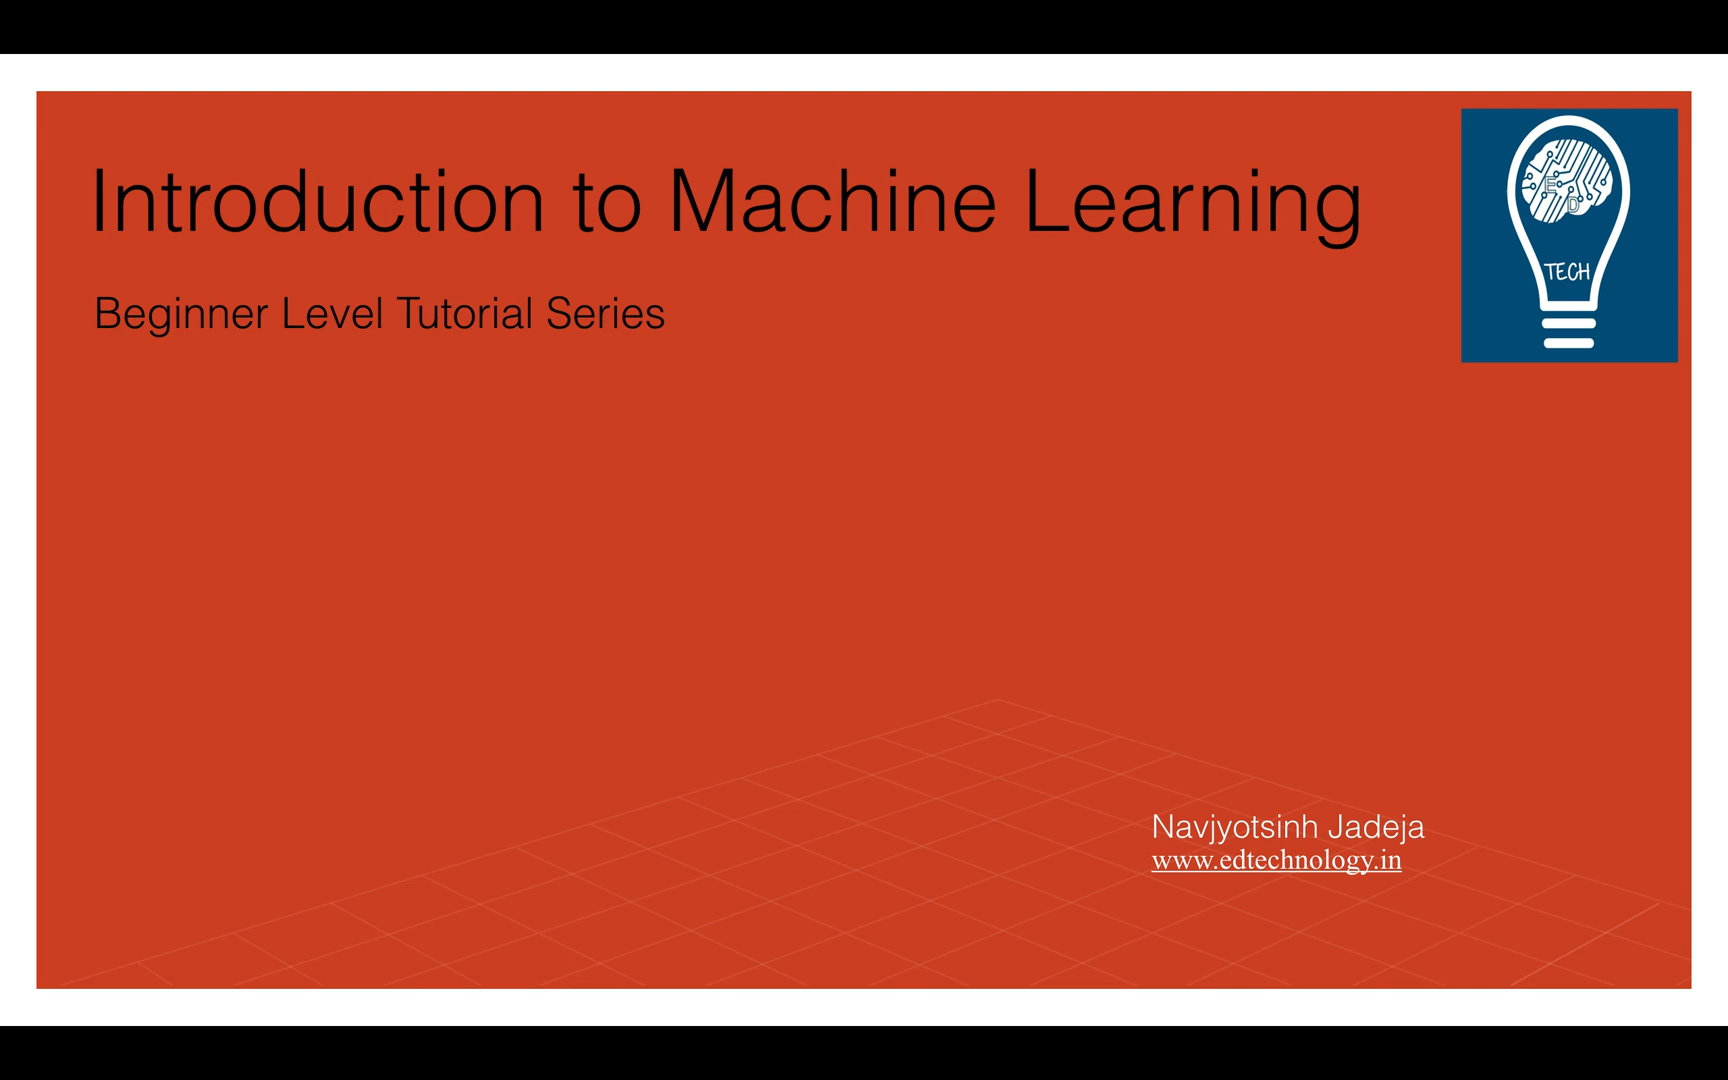 Introduction to Machine Learning
Beginner Level Tutorial Series
E
D
TECH
Navjyotsinh Jadeja
www.edtechnology.in